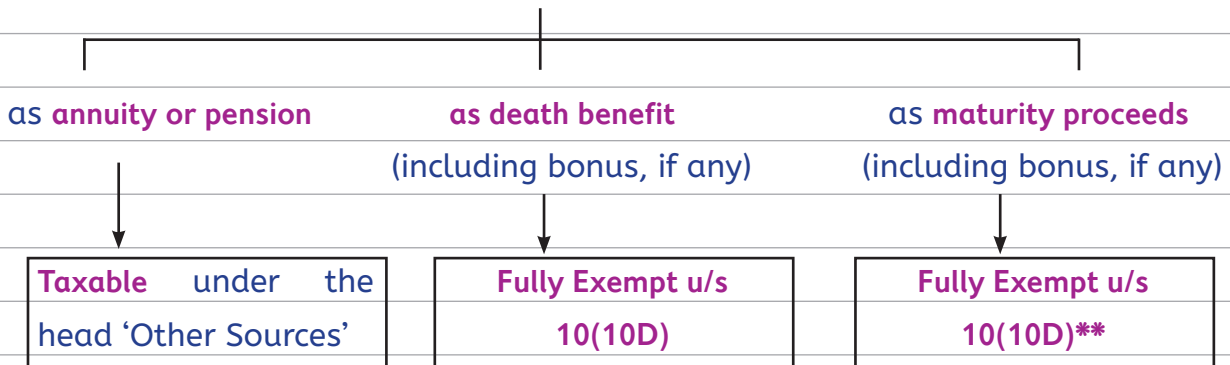 as annuity or pension
as death benefit
(including bonus, if any)
as maturity proceeds
(including bonus, if any)
Taxable under the
head ‘Other Sources’
Fully Exempt u/s
10(10D)
Fully Exempt u/s
10(10D)**